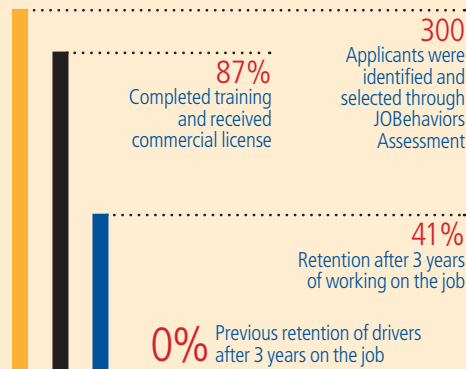 300
Applicants were
identified and
selected through
JOBehaviors
Assessment
87%
Completed training
and received
commercial license
41%
Retention after 3 years
of working on the job
0% Previous retention of drivers
after 3 years on the job